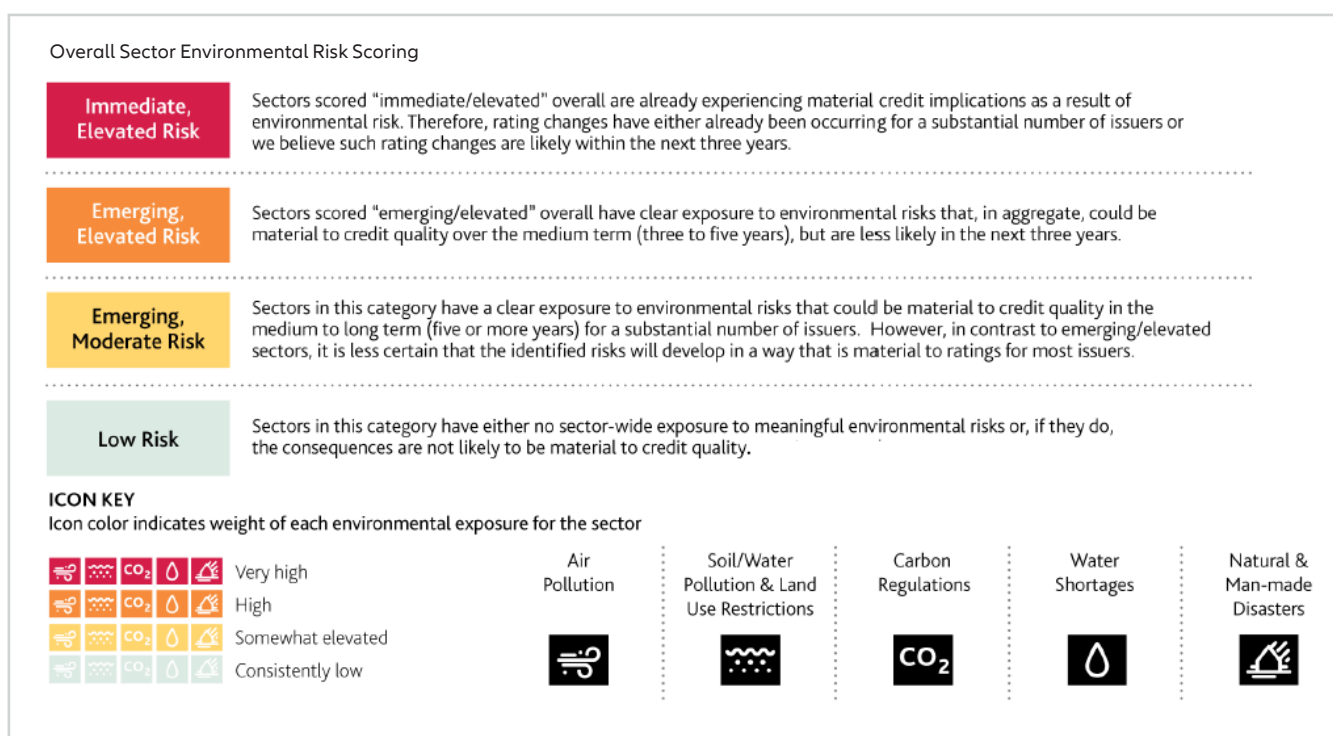 Overall Sector Environmental Risk Scoring
Immediate,
Elevated Risk
Sectors scored “immediate/elevated” overall are already experiencing material credit implications as a result of
environmental risk. Therefore, rating changes have either already been occurring for a substantial number of issuers or
we believe such rating changes are likely within the next three years.
Emerging,
Elevated Risk
Sectors scored “emerging/elevated” overall have clear exposure to environmental risks that, in aggregate, could be
material to credit quality over the medium term (three to five years), but are less likely in the next three years.
Emerging,
Moderate Risk
Sectors in this category have a clear exposure to environmental risks that could be material to credit quality in the
medium to long term (five or more years) for a substantial number of issuers. However, in contrast to emerging/elevated
sectors, it is less certain that the identified risks will develop in a way that is material to ratings for most issuers.
Low Risk
Sectors in this category have either no sector-wide exposure to meaningful environmental risks or, if they do,
the consequences are not likely to be material to credit quality.
ICON KEY
Icon color indicates weight of each environmental exposure for the sector
CO2 Very high
CO2 High
CO2 Somewhat elevated
CO2 Consistently low
Air
Pollution
Soil/Water
Pollution & Land
Use Restrictions
Carbon
Regulations
CO2
Water
Shortages
Natural &
Man-made
Disasters